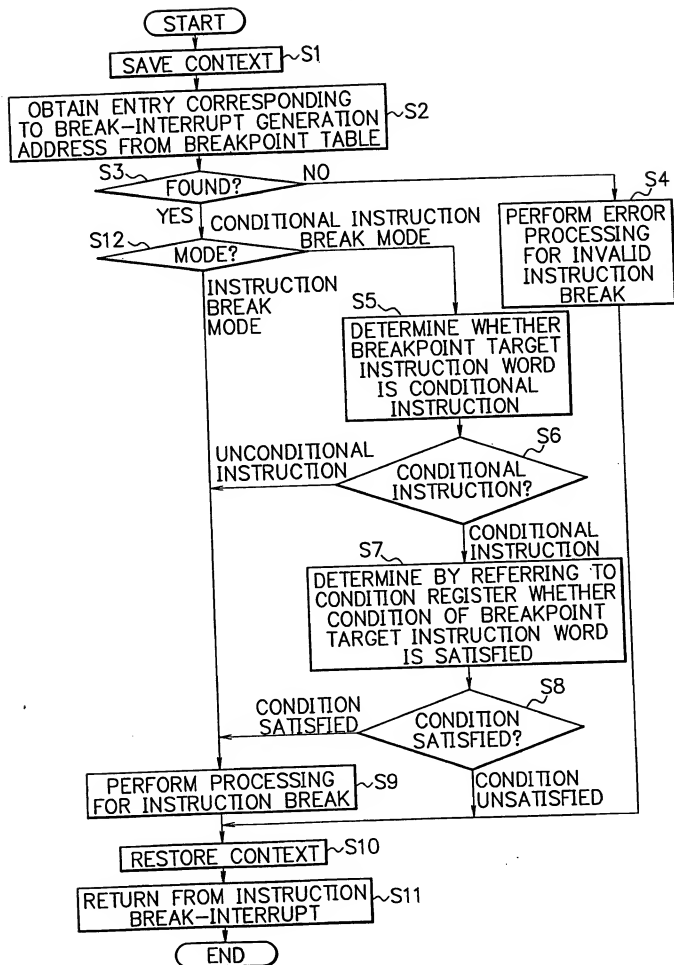 START
SAVE CONTEXT
S1
OBTAIN ENTRY CORRESPONDING
TO BREAK-INTERRUPT GENERATION
ADDRESS FROM BREAKPOINT TABLE
S2
S3
FOUND?
NO
YES
S4
PERFORM ERROR
PROCESSING
FOR INVALID
INSTRUCTION
BREAK
S12
MODE?
CONDITIONAL INSTRUCTION
BREAK MODE
INSTRUCTION
BREAK
MODE
S5
DETERMINE WHETHER
BREAKPOINT TARGET
INSTRUCTION WORD
IS CONDITIONAL
INSTRUCTION
S6
UNCONDITIONAL
INSTRUCTION
CONDITIONAL
INSTRUCTION?
CONDITIONAL
INSTRUCTION
S7
DETERMINE BY REFERRING TO
CONDITION REGISTER WHETHER
CONDITION OF BREAKPOINT
TARGET INSTRUCTION WORD
IS SATISFIED
S8
CONDITION
SATISFIED
CONDITION
SATISFIED?
CONDITION
UNSATISFIED
PERFORM PROCESSING
FOR INSTRUCTION BREAK
S9
RESTORE CONTEXT
S10
RETURN FROM INSTRUCTION
BREAK-INTERRUPT
S11
END